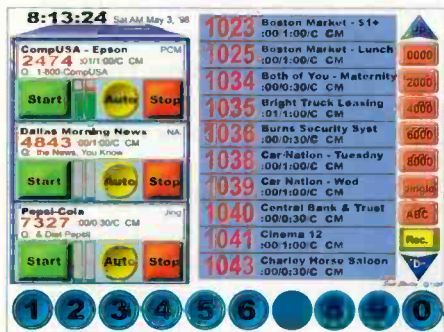 8:13:24 Sat AM May 3, '98
CompUSA - Epson PCM
2474 :01/1:00/C CM
Q: 1-800-CompUSA
Start Auto Stop
Dallas Morning News NA
4843 :00/1:00/C CM
Q: the News, You Know
Start Auto Stop
Pepsi-Cola Jing
7327 :00/0:30/C CM
Q: & Diet Pepsi
Start Auto Stop
1023 Boston Market - $1+
:00/1:00/C CM
1025 Boston Market - Lunch
:00/1:00/C CM
1034 Both of You - Maternity
:00/0:30/C CM
1035 Bright Truck Leasing
:01/1:00/C CM
1036 Burns Security Syst
:00/0:30/C CM
1038 Car-Nation - Tuesday
:00/1:00/C CM
1039 Car Nation - Wed
:00/1:00/C CM
1040 Central Bank & Trust
:00/0:30/C CM
1041 Cinema 12
:00/1:00/C CM
1043 Charley Horse Saloon
:00/0:30/C CM
Up
0000
2000
4000
6000
8000
Jingle
ABC
Rec.
"D"
1 2 3 4 5 6 0